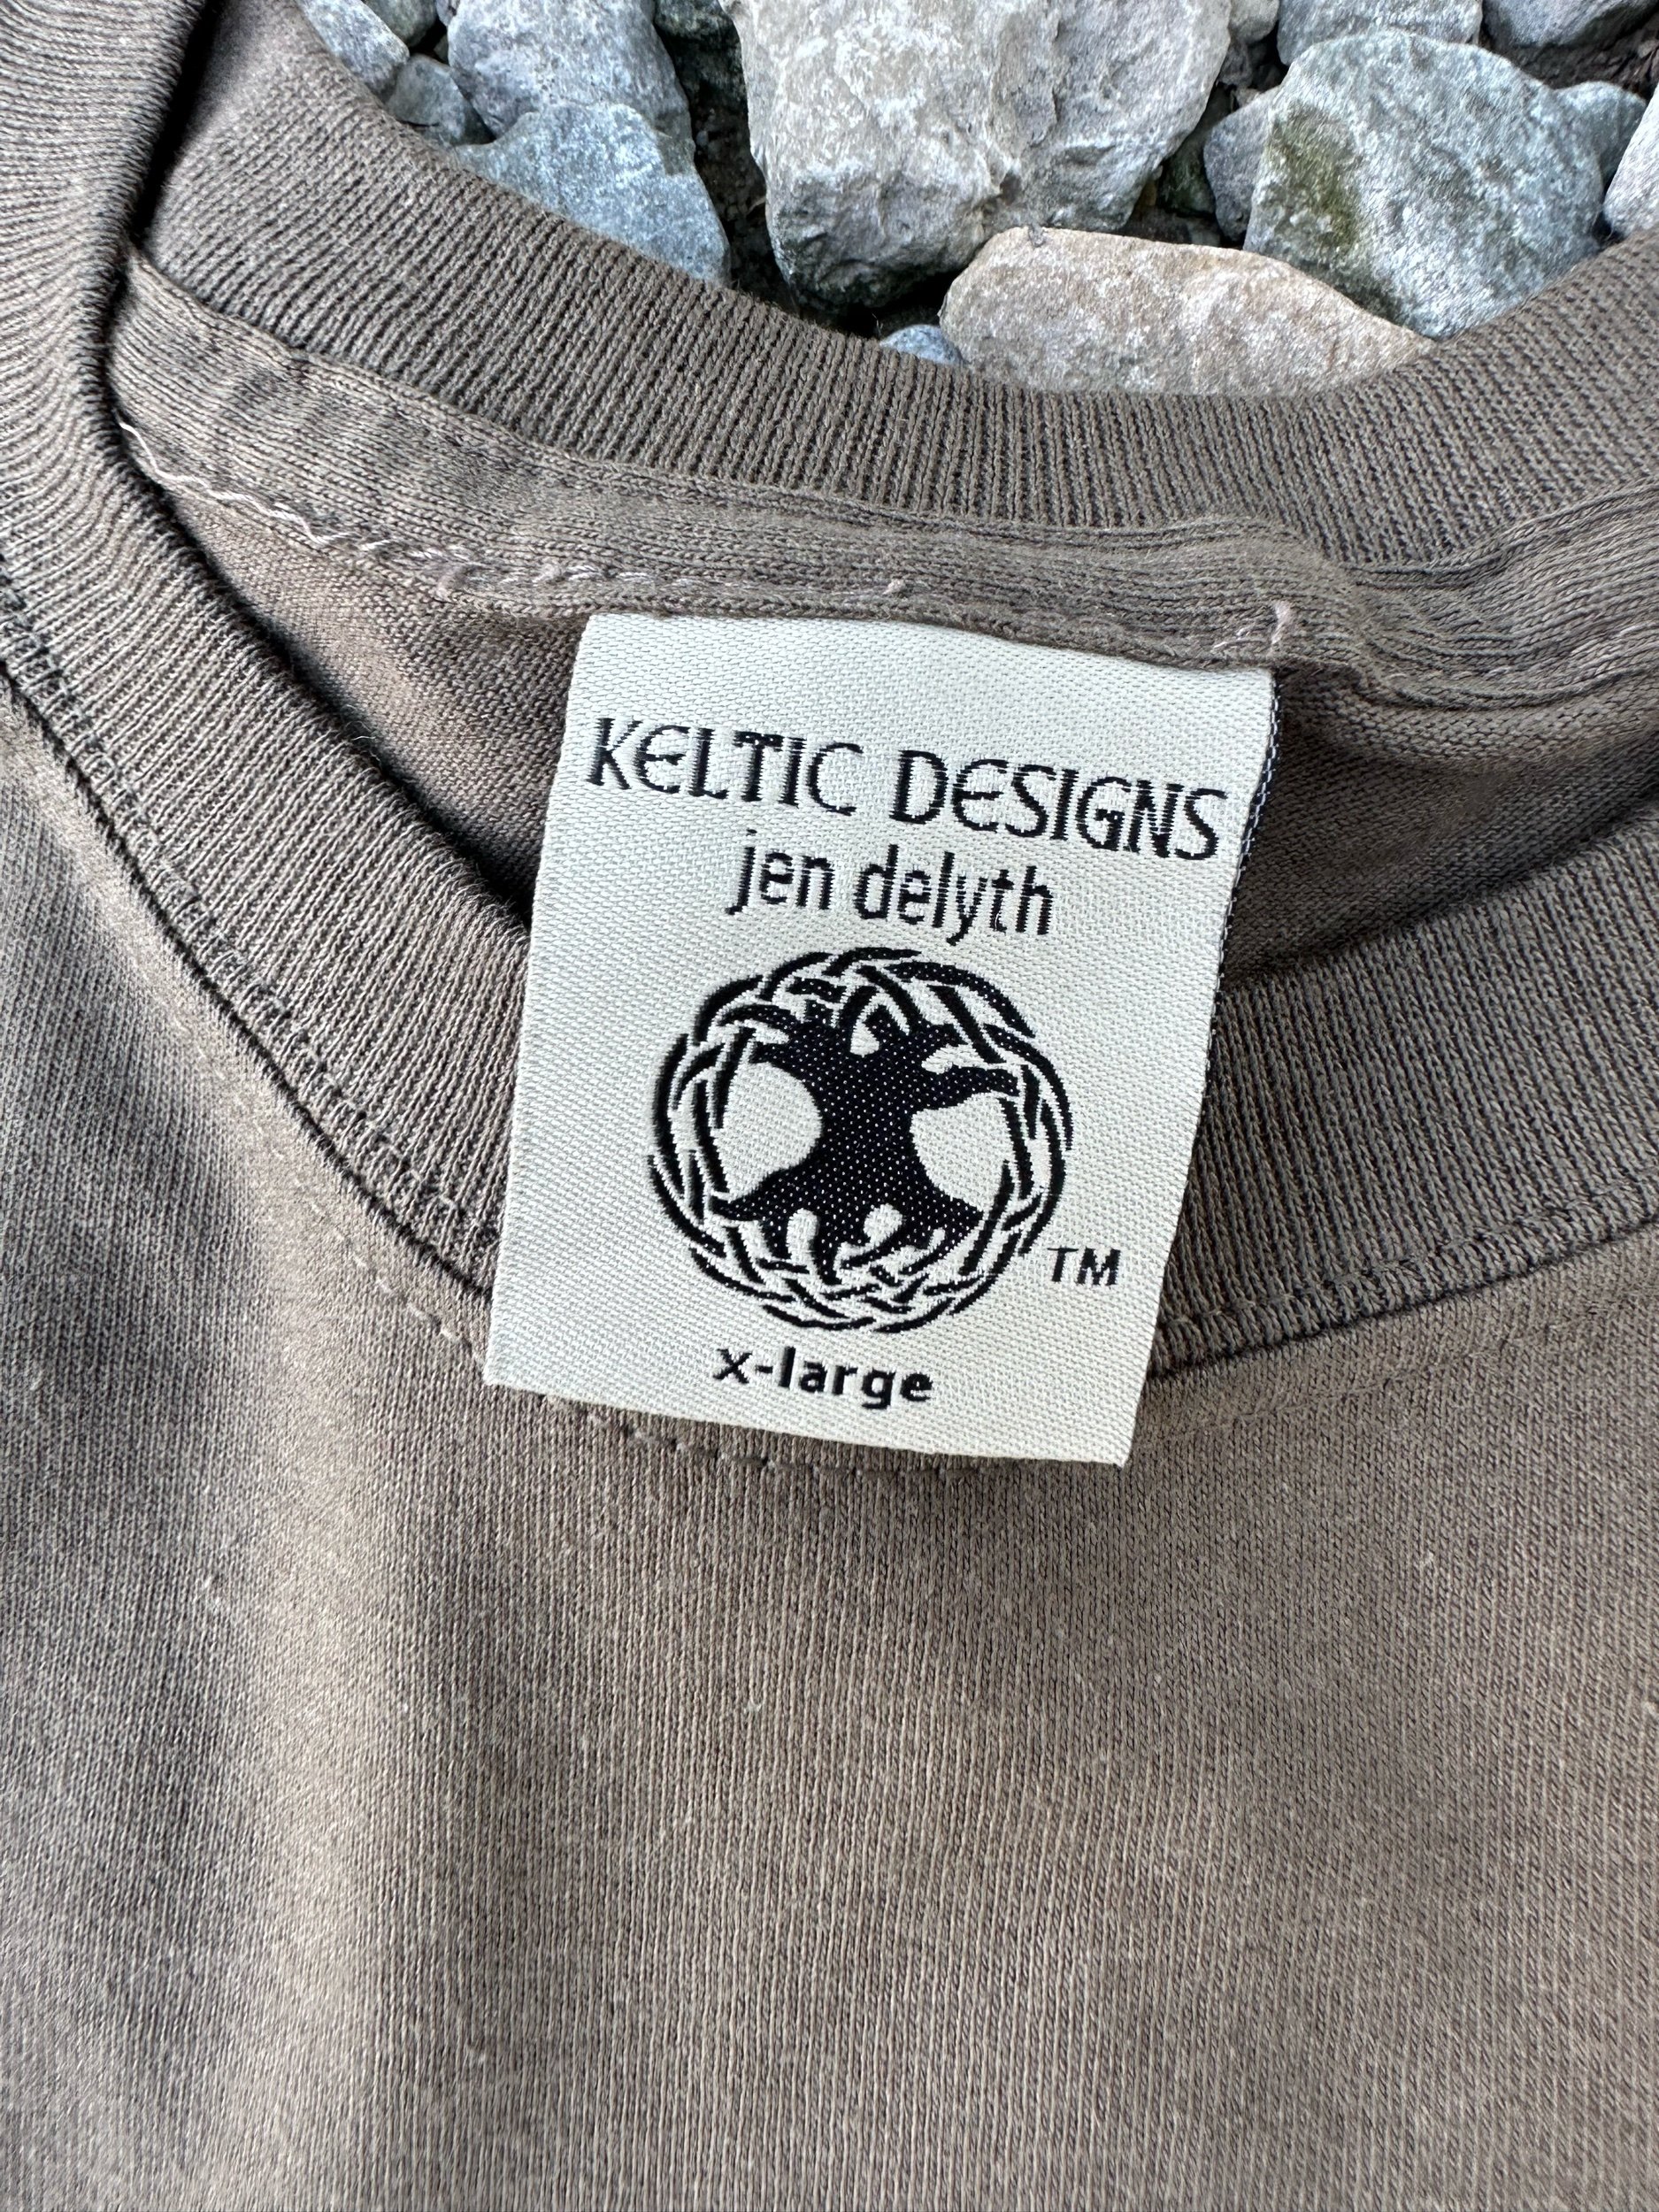 KELTIC DESIGNS
jen delyth
TM
x-large